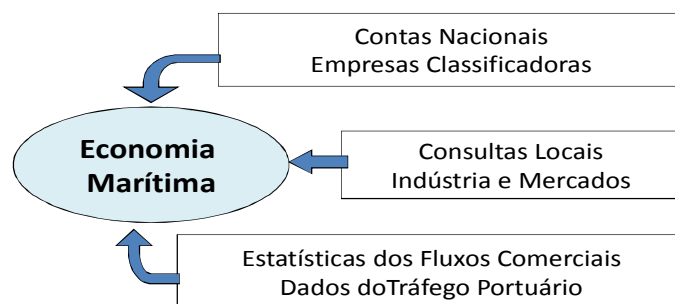 Contas Nacionais
Empresas Classificadoras
Economia
Marítima
Consultas Locais
Indústria e Mercados
Estatísticas dos Fluxos Comerciais
Dados doTráfego Portuário